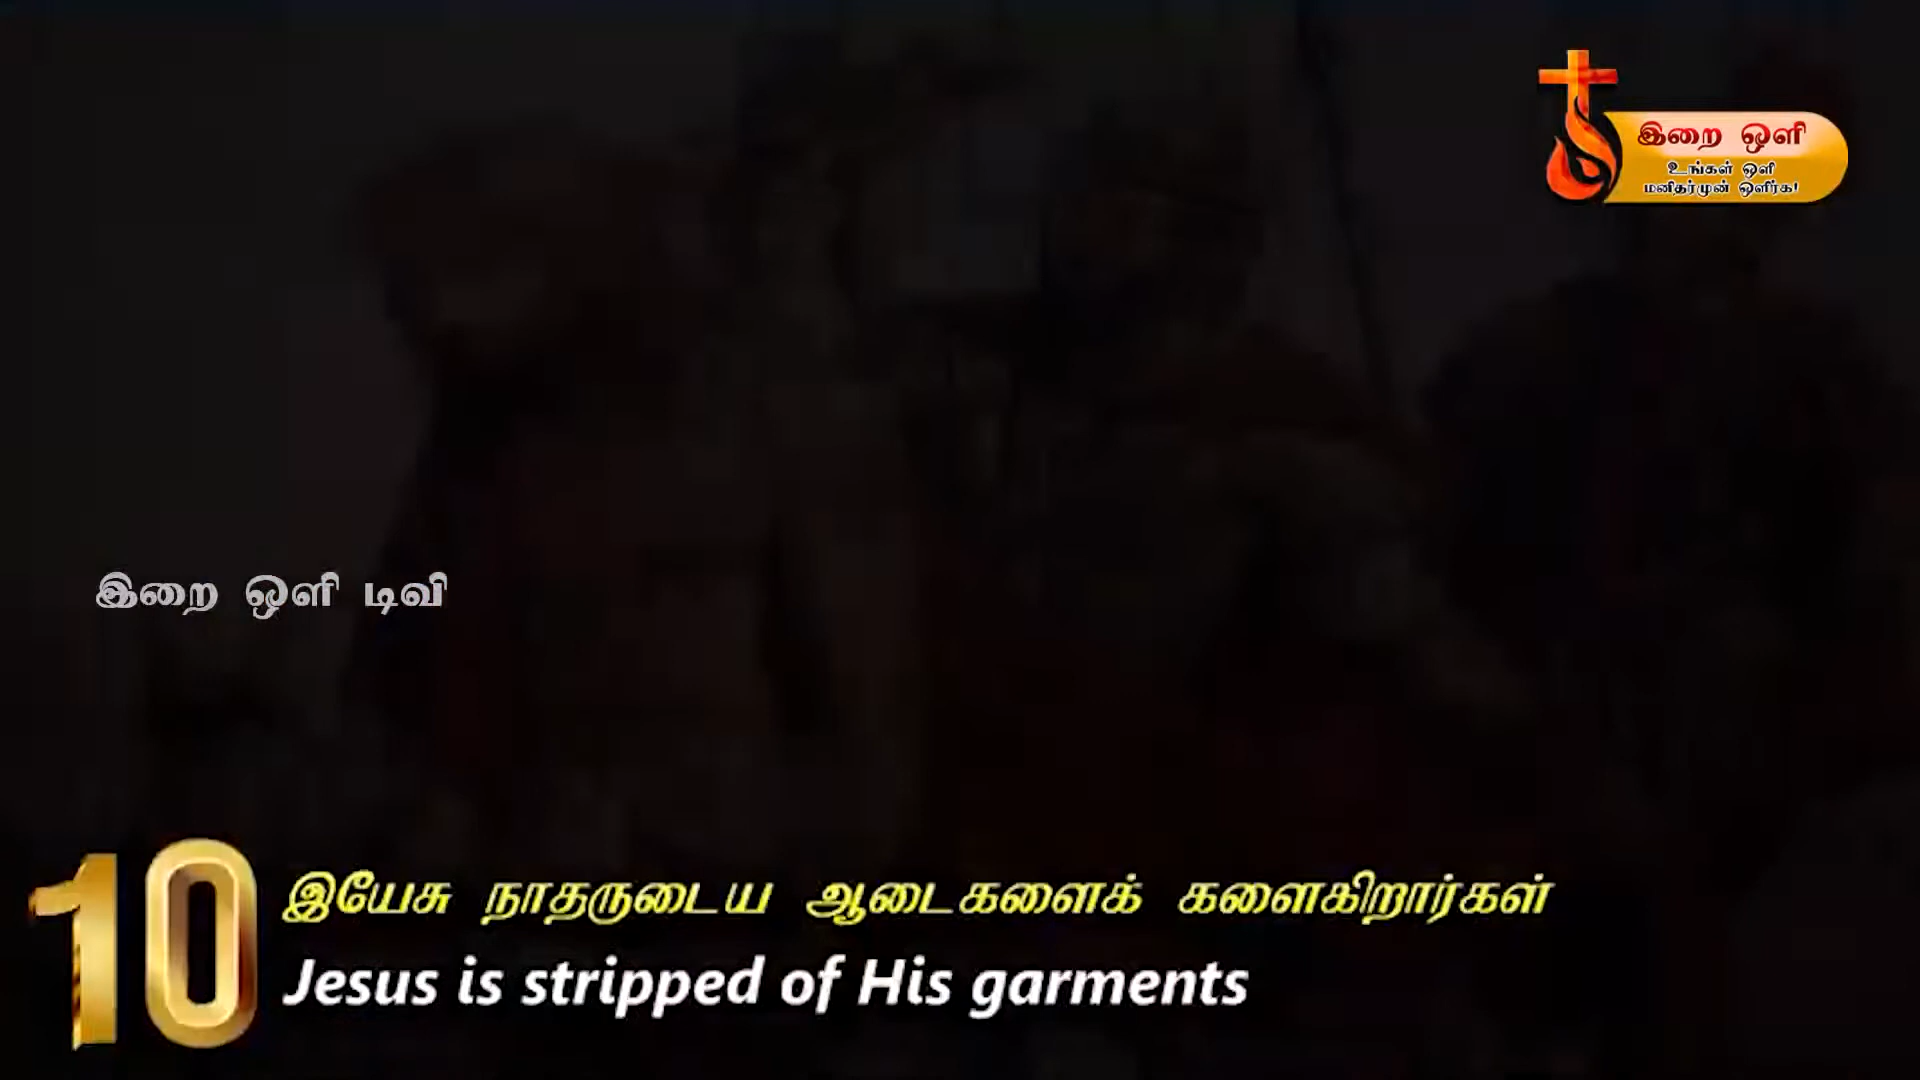 இறை ஒளி
உங்கள் ஒளி
மனிதர்முன் ஒளிர்க!
இறை ஒளி டிவி
10
இயேசு நாதருடைய ஆடைகளைக் களைகிறார்கள்
Jesus is stripped of His garments